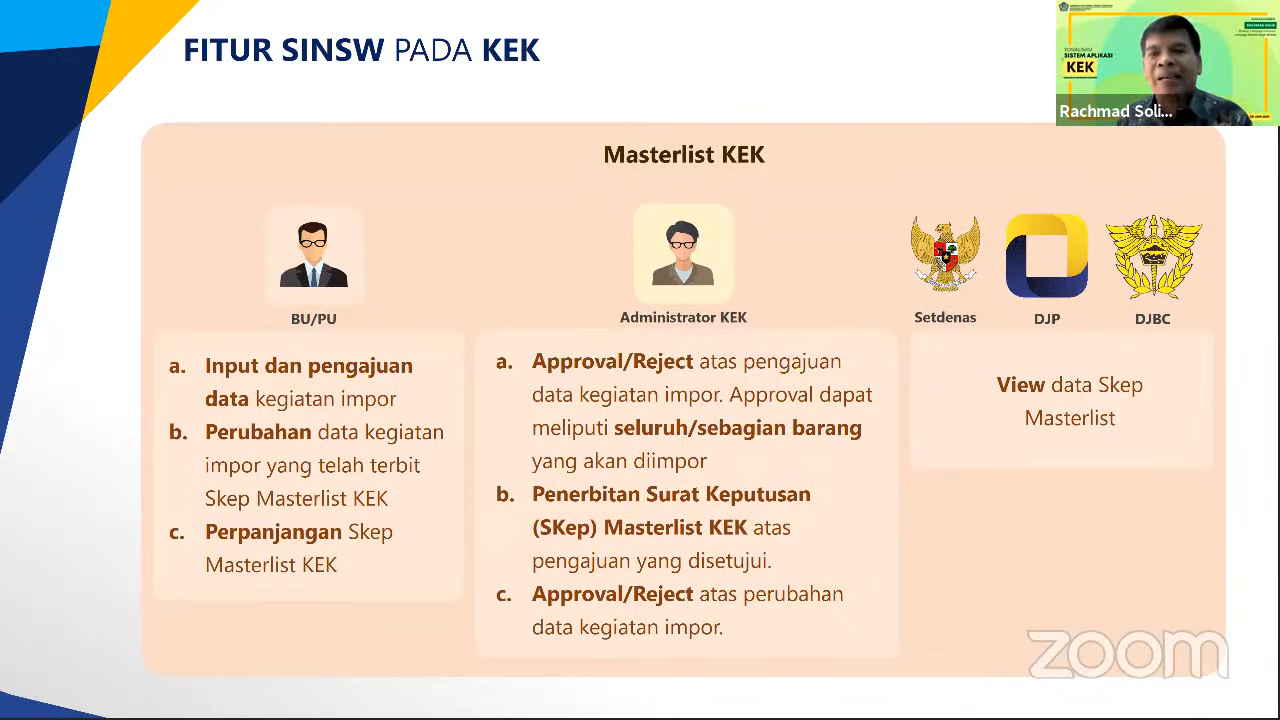 FITUR SINSW PADA KEK
SOSIALISASI
SISTEM APLIKASI
KEK
Rachmad Soli...
Masterlist KEK
BU/PU
a. Input dan pengajuan
data kegiatan impor
b. Perubahan data kegiatan
impor yang telah terbit
Skep Masterlist KEK
c. Perpanjangan Skep
Masterlist KEK
Administrator KEK
a. Approval/Reject atas pengajuan
data kegiatan impor. Approval dapat
meliputi seluruh/sebagian barang
yang akan diimpor
b. Penerbitan Surat Keputusan
(SKep) Masterlist KEK atas
pengajuan yang disetujui.
c. Approval/Reject atas perubahan
data kegiatan impor.
Setdenas
DJP
DJBC
View data Skep
Masterlist
zoom